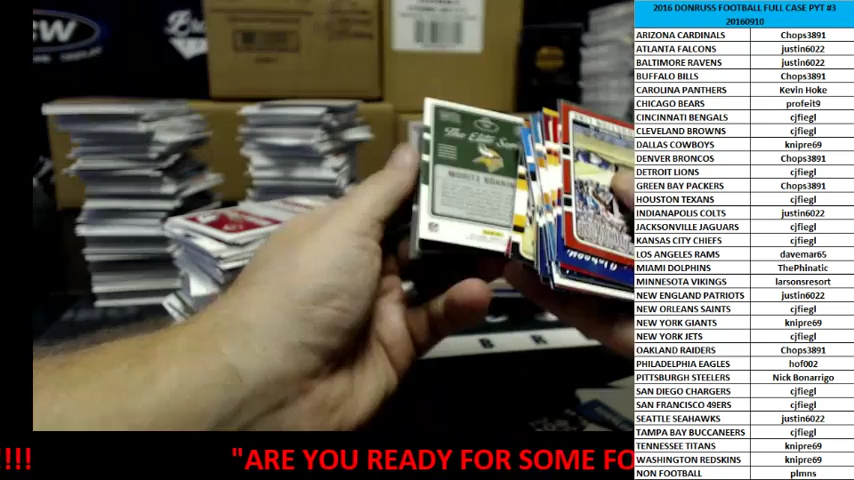 2016 DONRUSS FOOTBALL FULL CASE PYT #3
20160910
ARIZONA CARDINALS Chops3891
ATLANTA FALCONS justin6022
BALTIMORE RAVENS justin6022
BUFFALO BILLS Chops3891
CAROLINA PANTHERS Kevin Hoke
CHICAGO BEARS profeit9
CINCINNATI BENGALS cjfiegl
CLEVELAND BROWNS cjfiegl
DALLAS COWBOYS knipre69
DENVER BRONCOS Chops3891
DETROIT LIONS cjfiegl
GREEN BAY PACKERS Chops3891
HOUSTON TEXANS cjfiegl
INDIANAPOLIS COLTS justin6022
JACKSONVILLE JAGUARS cjfiegl
KANSAS CITY CHIEFS cjfiegl
LOS ANGELES RAMS davemar65
MIAMI DOLPHINS ThePhinatic
MINNESOTA VIKINGS larsonsresort
NEW ENGLAND PATRIOTS justin6022
NEW ORLEANS SAINTS cjfiegl
NEW YORK GIANTS knipre69
NEW YORK JETS cjfiegl
OAKLAND RAIDERS Chops3891
PHILADELPHIA EAGLES hof002
PITTSBURGH STEELERS Nick Bonarrigo
SAN DIEGO CHARGERS cjfiegl
SAN FRANCISCO 49ERS cjfiegl
SEATTLE SEAHAWKS justin6022
TAMPA BAY BUCCANEERS cjfiegl
TENNESSEE TITANS knipre69
WASHINGTON REDSKINS knipre69
NON FOOTBALL plmns
The Elite Series
MORITZ BÖHRINGER
!!! "ARE YOU READY FOR SOME FO